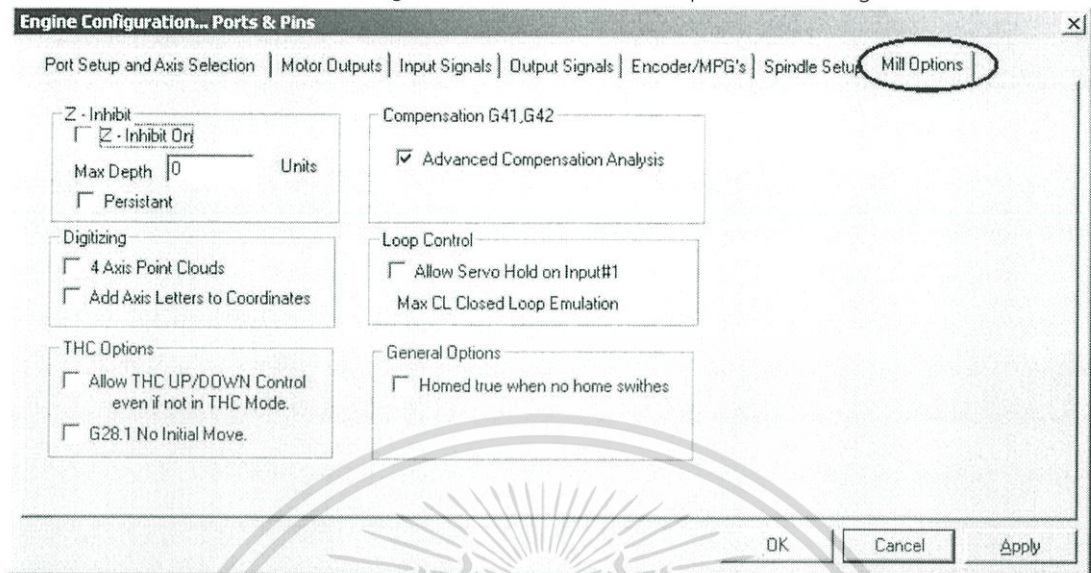 Engine Configuration... Ports & Pins
Port Setup and Axis Selection | Motor Outputs | Input Signals | Output Signals | Encoder/MPG's | Spindle Setup Mill Options
Z - Inhibit
Z - Inhibit On
Max Depth 0 Units
Persistant
Digitizing
4 Axis Point Clouds
Add Axis Letters to Coordinates
THC Options
Allow THC UP/DOWN Control
even if not in THC Mode.
G28.1 No Initial Move.
Compensation G41,G42
Advanced Compensation Analysis
Loop Control
Allow Servo Hold on Input#1
Max CL Closed Loop Emulation
General Options
Homed true when no home swithes
OK Cancel Apply